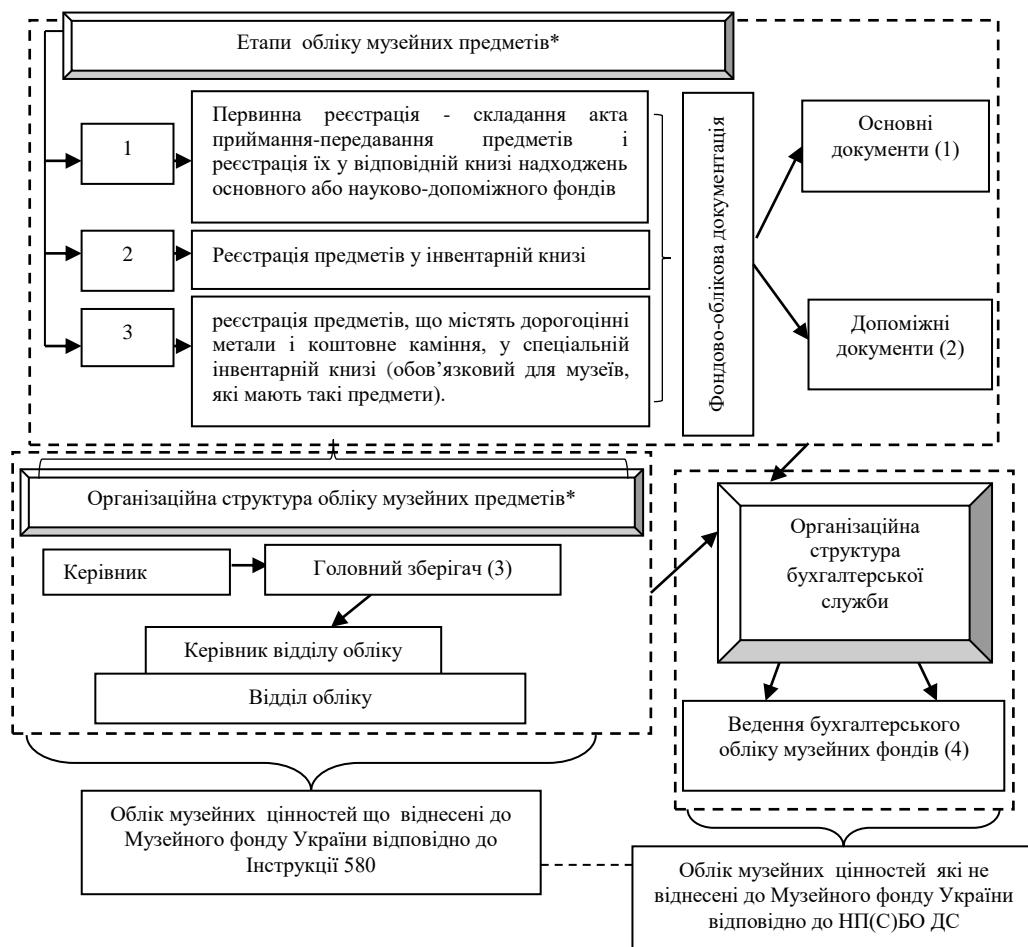 Етапи обліку музейних предметів*
1
Первинна реєстрація - складання акта
приймання-передавання предметів і
реєстрація їх у відповідній книзі надходжень
основного або науково-допоміжного фондів
2
Реєстрація предметів у інвентарній книзі
3
реєстрація предметів, що містять дорогоцінні
метали і коштовне каміння, у спеціальній
інвентарній книзі (обов’язковий для музеїв,
які мають такі предмети).
Фондово-облікова документація
Основні
документи (1)
Допоміжні
документи (2)
Організаційна структура обліку музейних предметів*
Керівник
Головний зберігач (3)
Керівник відділу обліку
Відділ обліку
Організаційна
структура
бухгалтерської
служби
Ведення бухгалтерського
обліку музейних фондів (4)
Облік музейних цінностей що віднесені до
Музейного фонду України відповідно до
Інструкції 580
Облік музейних цінностей які не
віднесені до Музейного фонду України
відповідно до НП(С)БО ДС